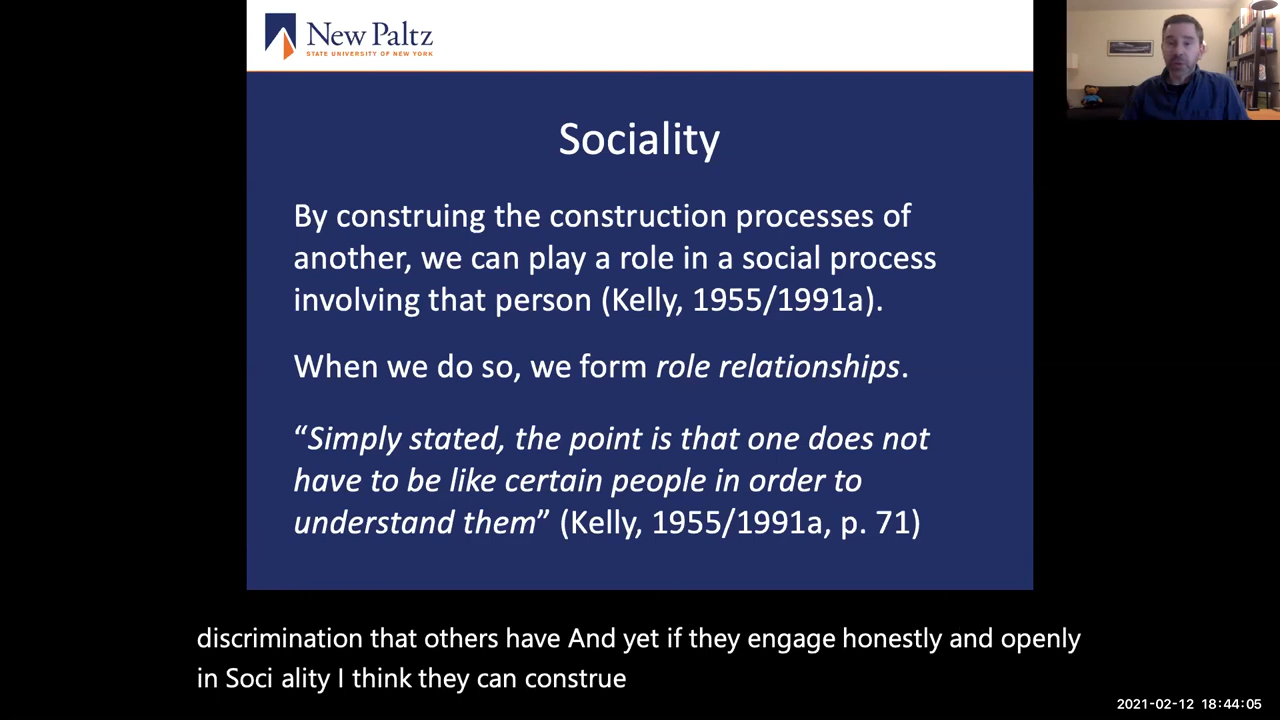 New Paltz
STATE UNIVERSITY OF NEW YORK
Sociality
By construing the construction processes of
another, we can play a role in a social process
involving that person (Kelly, 1955/1991a).
When we do so, we form role relationships.
“Simply stated, the point is that one does not
have to be like certain people in order to
understand them” (Kelly, 1955/1991a, p. 71)
discrimination that others have And yet if they engage honestly and openly
in Soci ality I think they can construe
2021-02-12 18:44:05